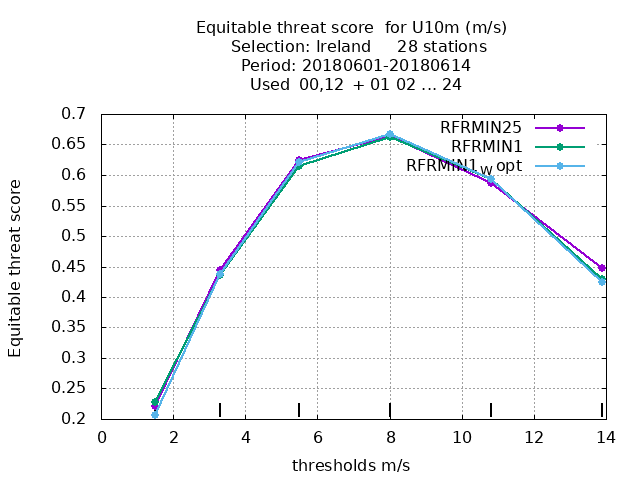 Equitable threat score for U10m (m/s)
Selection: Ireland 28 stations
Period: 20180601-20180614
Used 00,12 + 01 02 ... 24
RFRMIN25
RFRMIN1
RFRMIN1w opt
Equitable threat score
0.7
0.65
0.6
0.55
0.5
0.45
0.4
0.35
0.3
0.25
0.2
0 2 4 6 8 10 12 14
thresholds m/s